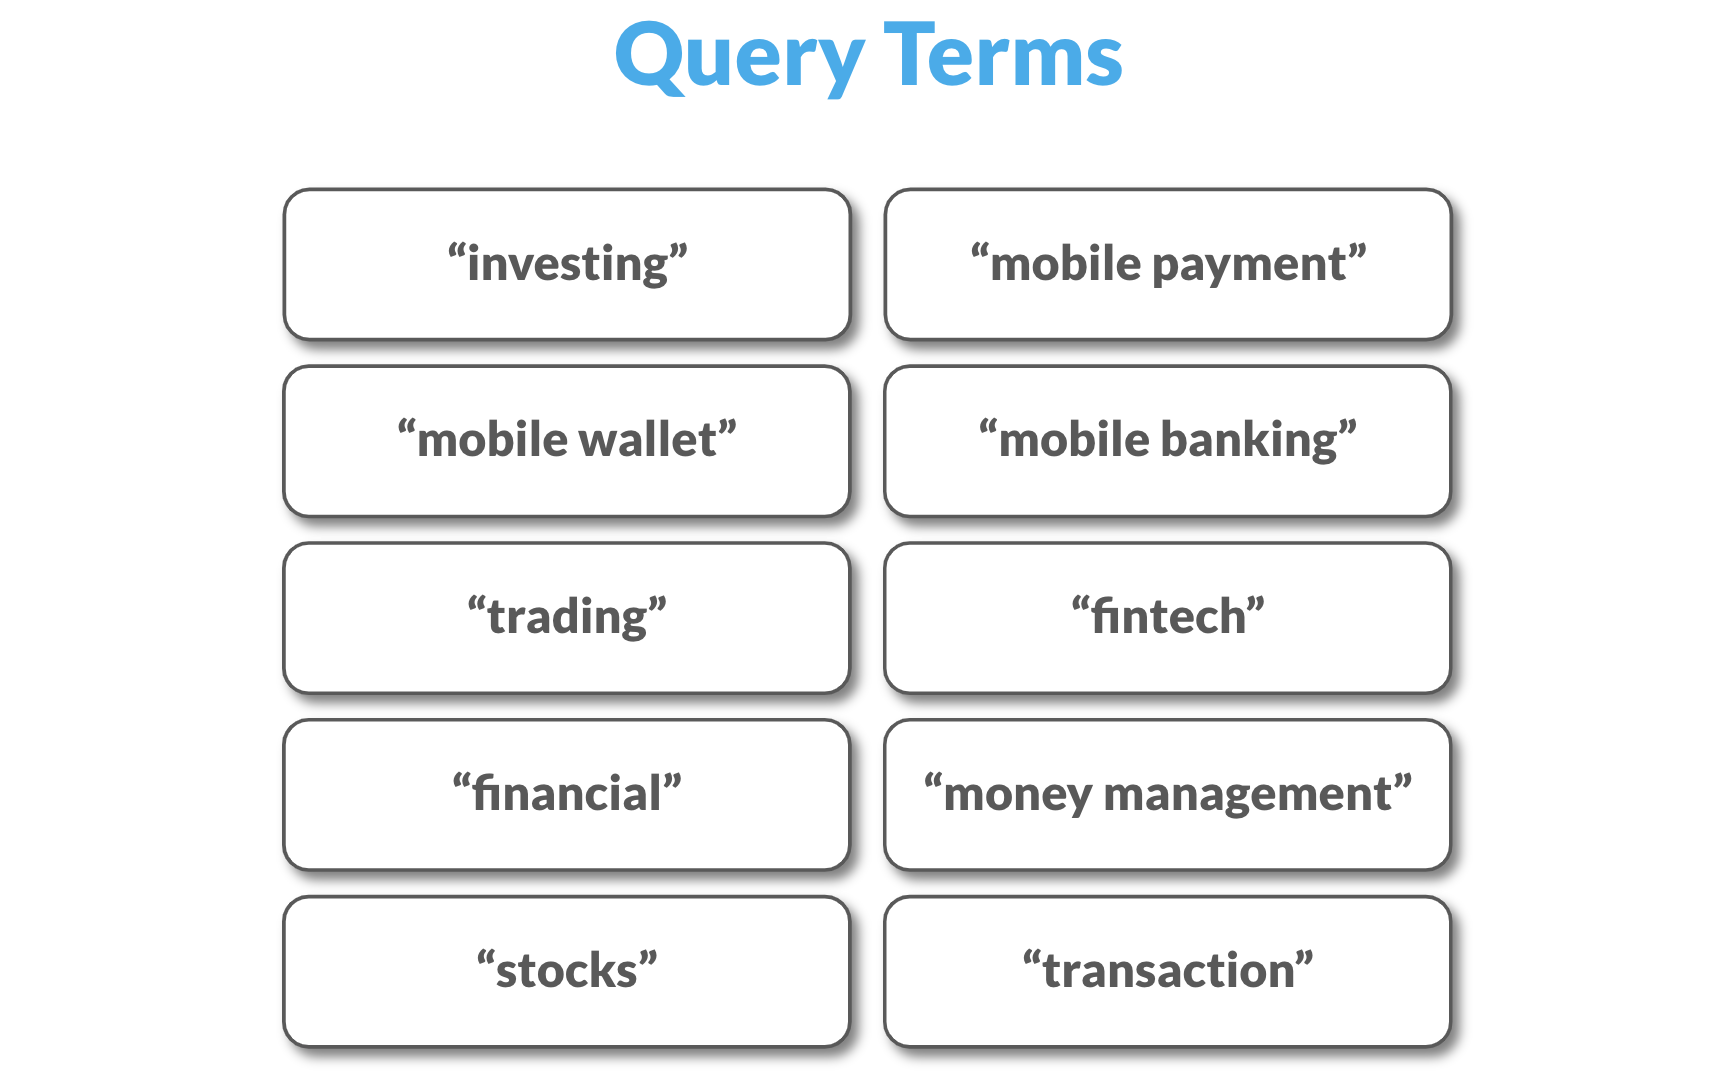 Query Terms
“investing”
“mobile payment”
“mobile wallet”
“mobile banking”
“trading”
“fintech”
“financial”
“money management”
“stocks”
“transaction”